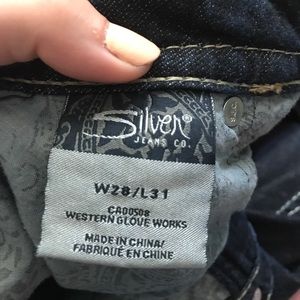 Silver®
JEANS CO.
W28/L31
CA00508
WESTERN GLOVE WORKS
MADE IN CHINA/
FABRIQUÉ EN CHINE